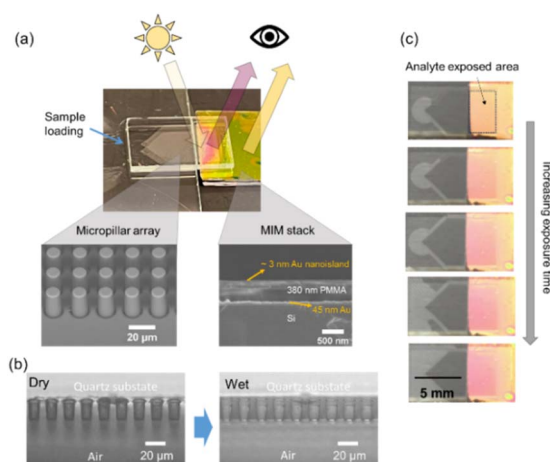 (a)
Sample
loading
Micropillar array
20 µm
MIM stack
~ 3 nm Au nanoisland
380 nm PMMA
45 nm Au
Si
500 nm
(b)
Dry
Quartz substrate
Air
20 µm
Wet
Quartz substrate
Air
20 µm
(c)
Analyte exposed area
Increasing exposure time
5 mm